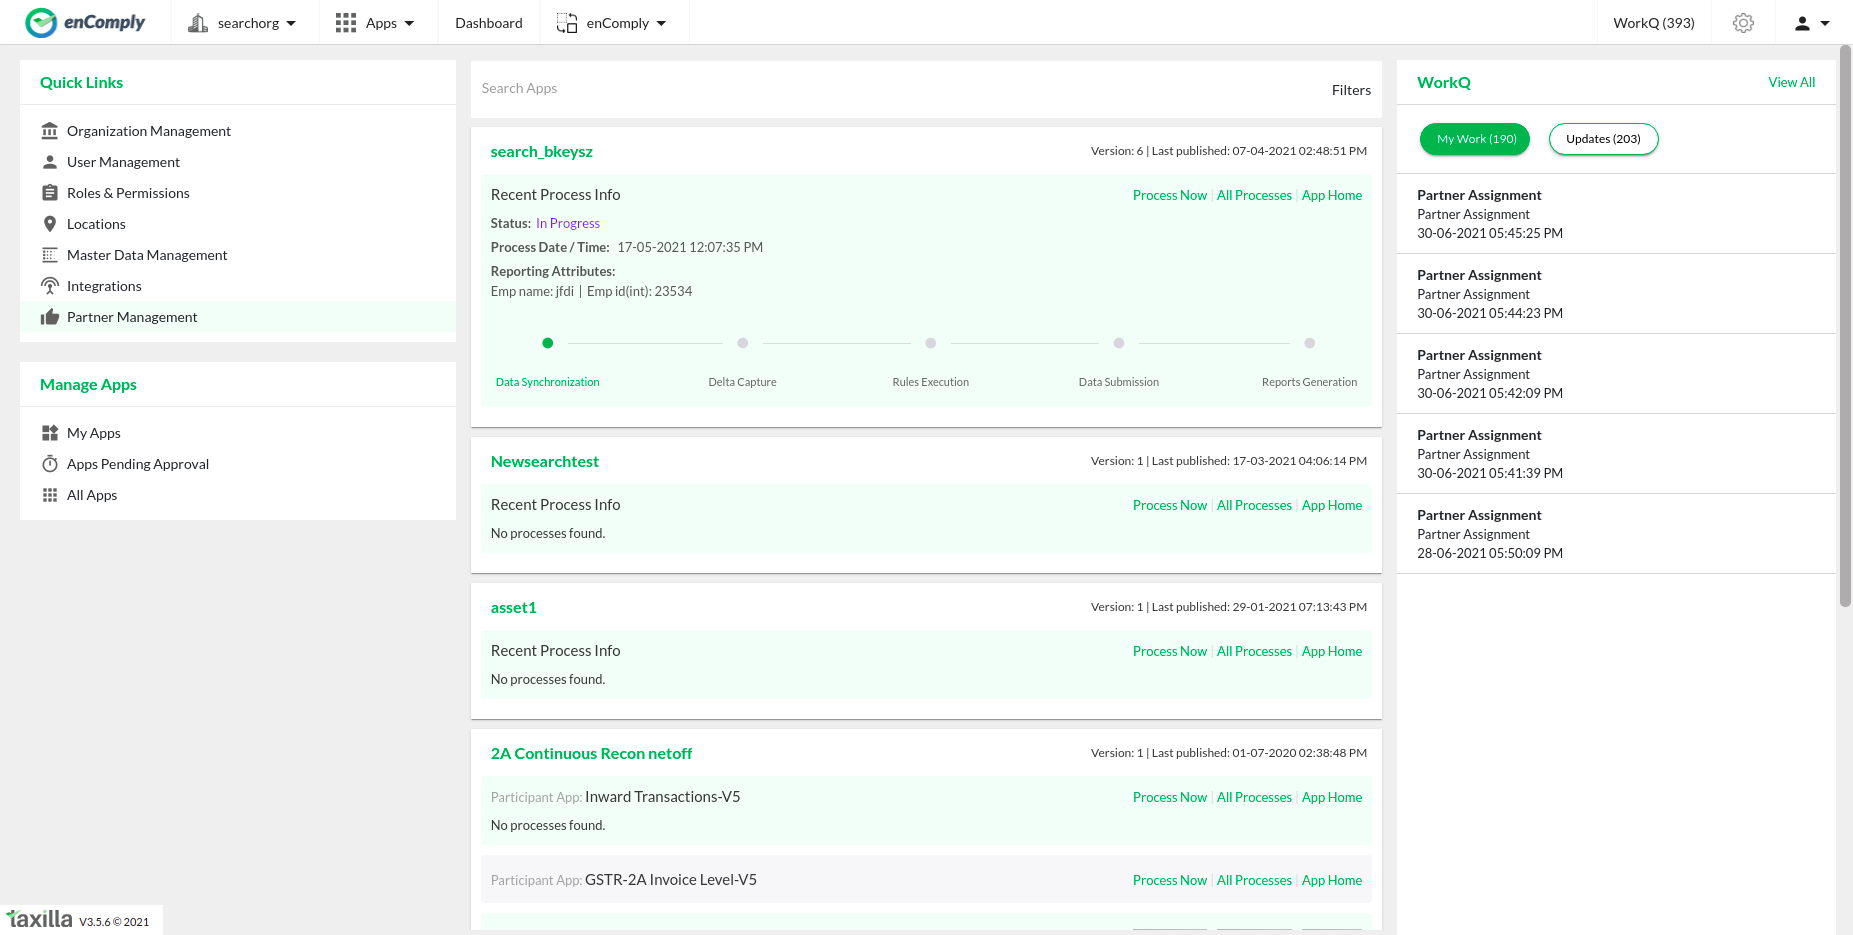 enComply
searchorg
Apps
Dashboard
enComply
WorkQ (393)
Quick Links
Organization Management
User Management
Roles & Permissions
Locations
Master Data Management
Integrations
Partner Management
Manage Apps
My Apps
Apps Pending Approval
All Apps
Search Apps
Filters
search_bkeysz
Version: 6 | Last published: 07-04-2021 02:48:51 PM
Recent Process Info
Process Now | All Processes | App Home
Status: In Progress
Process Date / Time: 17-05-2021 12:07:35 PM
Reporting Attributes:
Emp name: jfdi | Emp id(int): 23534
Data Synchronization
Delta Capture
Rules Execution
Data Submission
Reports Generation
Newsearchtest
Version: 1 | Last published: 17-03-2021 04:06:14 PM
Recent Process Info
Process Now | All Processes | App Home
No processes found.
asset1
Version: 1 | Last published: 29-01-2021 07:13:43 PM
Recent Process Info
Process Now | All Processes | App Home
No processes found.
2A Continuous Recon netoff
Version: 1 | Last published: 01-07-2020 02:38:48 PM
Participant App: Inward Transactions-V5
Process Now | All Processes | App Home
No processes found.
Participant App: GSTR-2A Invoice Level-V5
Process Now | All Processes | App Home
WorkQ
View All
My Work (190)
Updates (203)
Partner Assignment
Partner Assignment
30-06-2021 05:45:25 PM
Partner Assignment
Partner Assignment
30-06-2021 05:44:23 PM
Partner Assignment
Partner Assignment
30-06-2021 05:42:09 PM
Partner Assignment
Partner Assignment
30-06-2021 05:41:39 PM
Partner Assignment
Partner Assignment
28-06-2021 05:50:09 PM
taxilla V3.5.6 © 2021